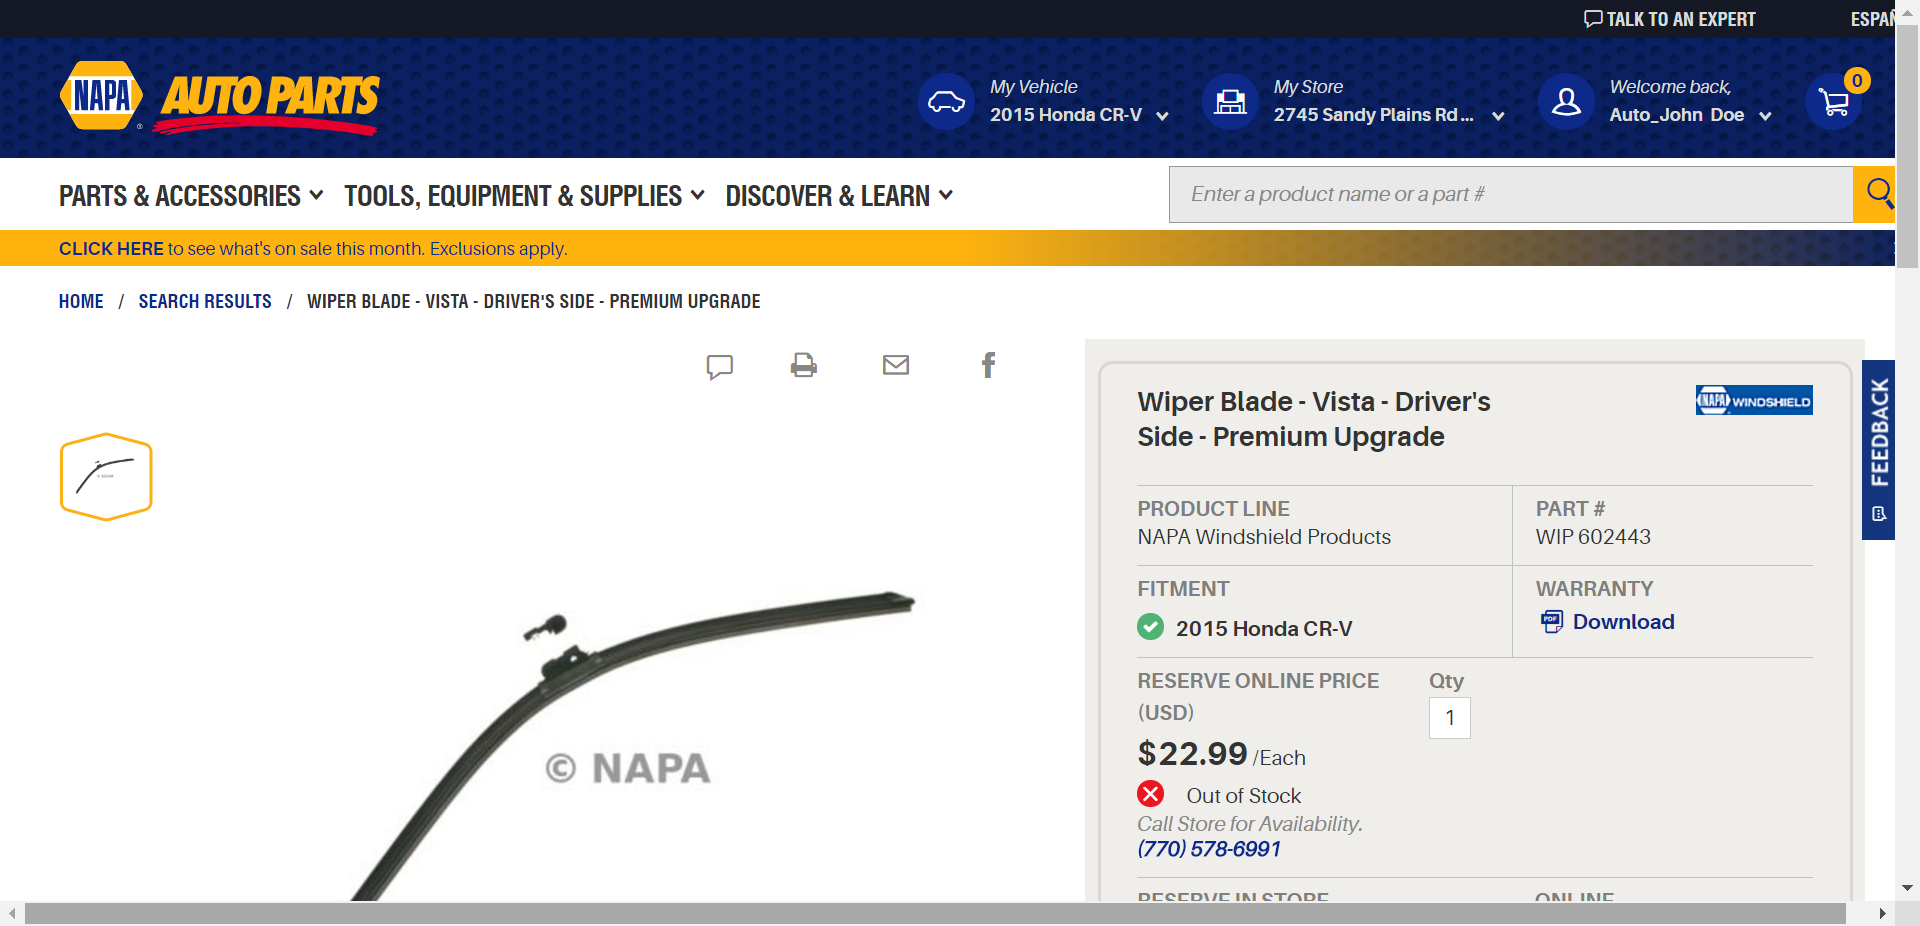 TALK TO AN EXPERT
NAPA AUTO PARTS
My Vehicle
2015 Honda CR-V
My Store
2745 Sandy Plains Rd ...
Welcome back,
Auto_John Doe
0
PARTS & ACCESSORIES
TOOLS, EQUIPMENT & SUPPLIES
DISCOVER & LEARN
Enter a product name or a part #
CLICK HERE to see what's on sale this month. Exclusions apply.
HOME / SEARCH RESULTS / WIPER BLADE - VISTA - DRIVER'S SIDE - PREMIUM UPGRADE
© NAPA
© NAPA
Wiper Blade - Vista - Driver's
Side - Premium Upgrade
NAPA WINDSHIELD
FEEDBACK
PRODUCT LINE
NAPA Windshield Products
PART #
WIP 602443
FITMENT
2015 Honda CR-V
WARRANTY
PDF Download
RESERVE ONLINE PRICE
(USD)
Qty
1
$22.99 /Each
Out of Stock
Call Store for Availability.
(770) 578-6991
RESERVE IN STORE
ONLINE